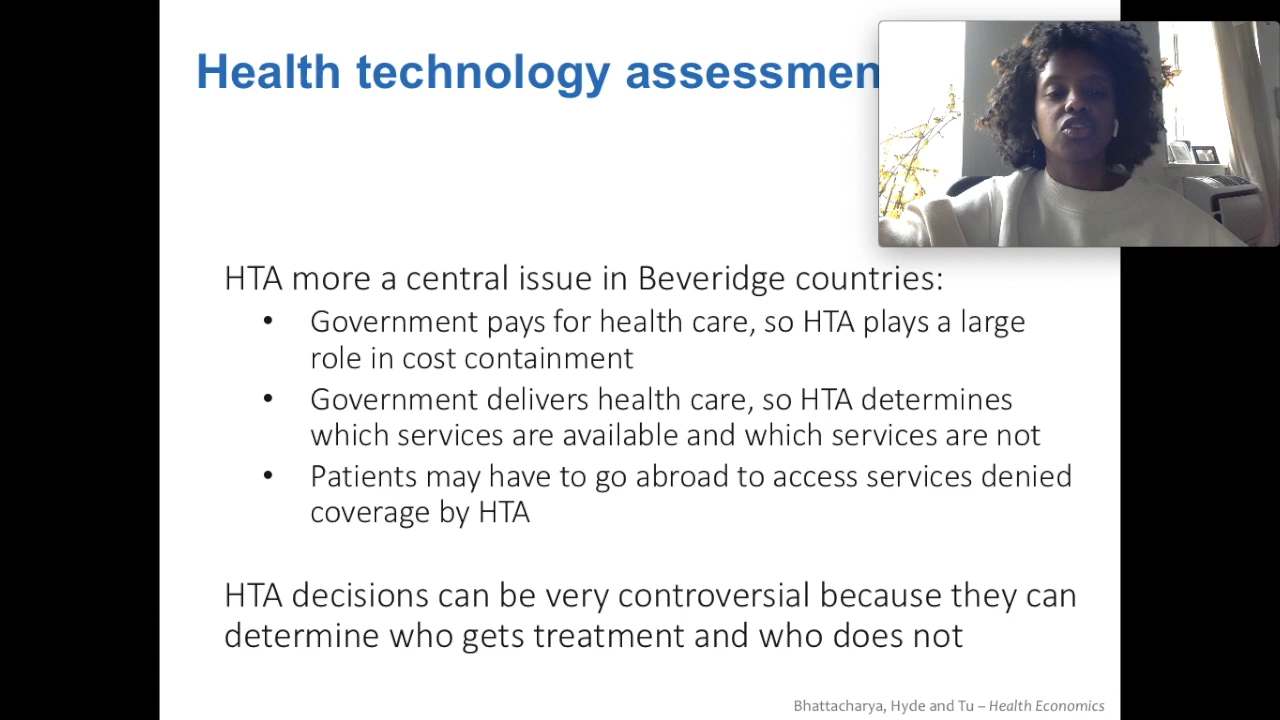 Health technology assessmen
HTA more a central issue in Beveridge countries:
• Government pays for health care, so HTA plays a large
role in cost containment
• Government delivers health care, so HTA determines
which services are available and which services are not
• Patients may have to go abroad to access services denied
coverage by HTA
HTA decisions can be very controversial because they can
determine who gets treatment and who does not
Bhattacharya, Hyde and Tu – Health Economics